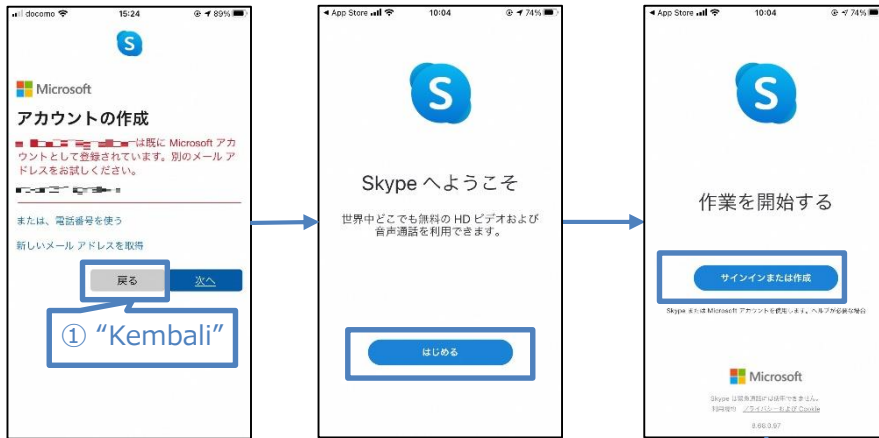 docomo 15:24 89%
S
Microsoft
アカウントの作成
は既に Microsoft アカ
ウントとして登録されています。別のメール ア
ドレスをお試しください。
または、電話番号を使う
新しいメール アドレスを取得
戻る 次へ
① “Kembali”
◀ App Store 10:04 74%
S
Skype へようこそ
世界中どこでも無料の HD ビデオおよび
音声通話を利用できます。
はじめる
◀ App Store 10:04 74%
S
作業を開始する
サインインまたは作成
Skype または Microsoft アカウントを使用します。ヘルプが必要な場合
Microsoft
Skype は緊急通話には使用できません。
利用規約 プライバシーおよび Cookie
8.68.0.97